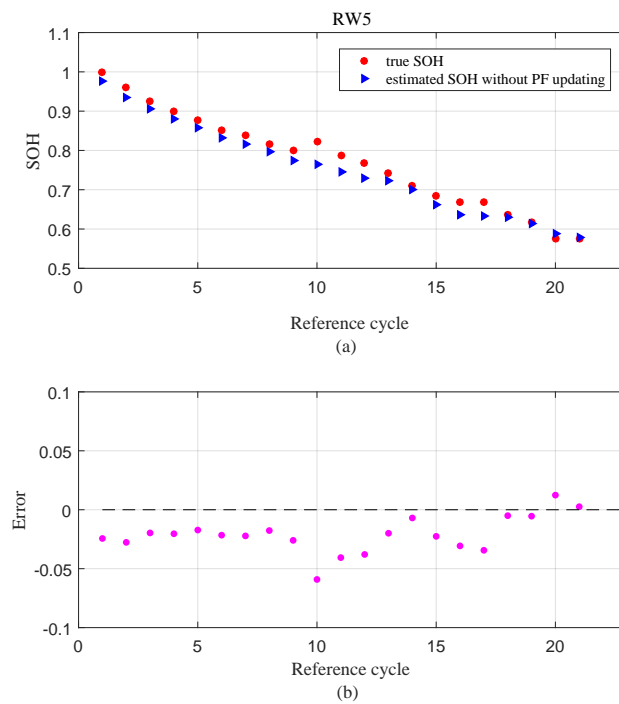 RW5
1.1
1
0.9
0.8
0.7
0.6
0.5
SOH
true SOH
estimated SOH without PF updating
0 5 10 15 20
Reference cycle
(a)
0.1
0.05
0
-0.05
-0.1
Error
0 5 10 15 20
Reference cycle
(b)